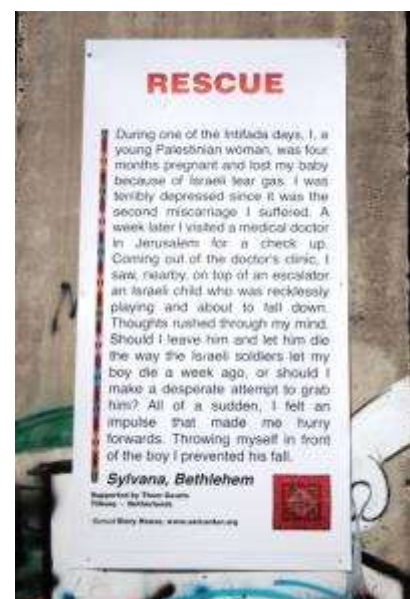 RESCUE
During one of the Intifada days, I, a
young Palestinian woman, was four
months pregnant and lost my baby
because of Israeli tear gas. I was
terribly depressed since it was the
second miscarriage I suffered. A
week later I visited a medical doctor
in Jerusalem for a check up.
Coming out of the doctor's clinic, I
saw, nearby, on top of an escalator
an Israeli child who was recklessly
playing and about to fall down.
Thoughts rushed through my mind.
Should I leave him and let him die
the way the Israeli soldiers let my
boy die a week ago, or should I
make a desperate attempt to grab
him? All of a sudden, I felt an
impulse that made me hurry
forwards. Throwing myself in front
of the boy I prevented his fall.
Sylvana, Bethlehem
Supported by
Tilburg - Netherlands
Story House, www.aeicenter.org